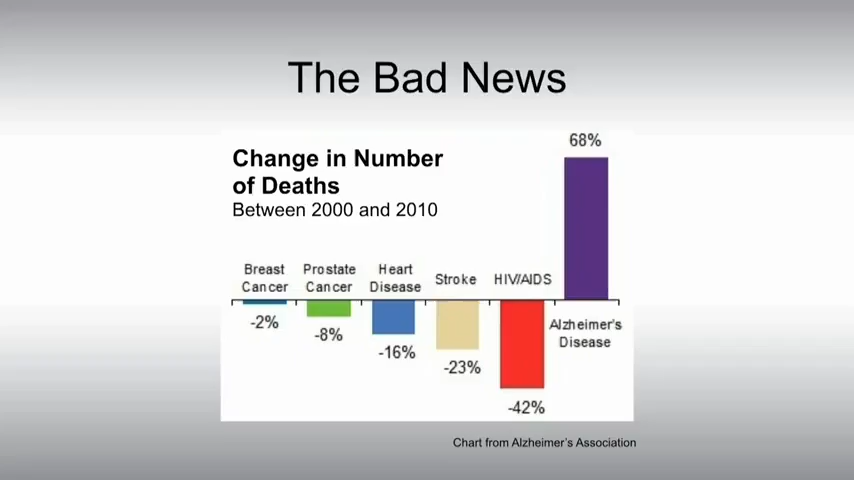 The Bad News
68%
Change in Number
of Deaths
Between 2000 and 2010
Breast
Cancer
Prostate
Cancer
Heart
Disease
Stroke
HIV/AIDS
Alzheimer's
Disease
-2%
-8%
-16%
-23%
-42%
Chart from Alzheimer's Association